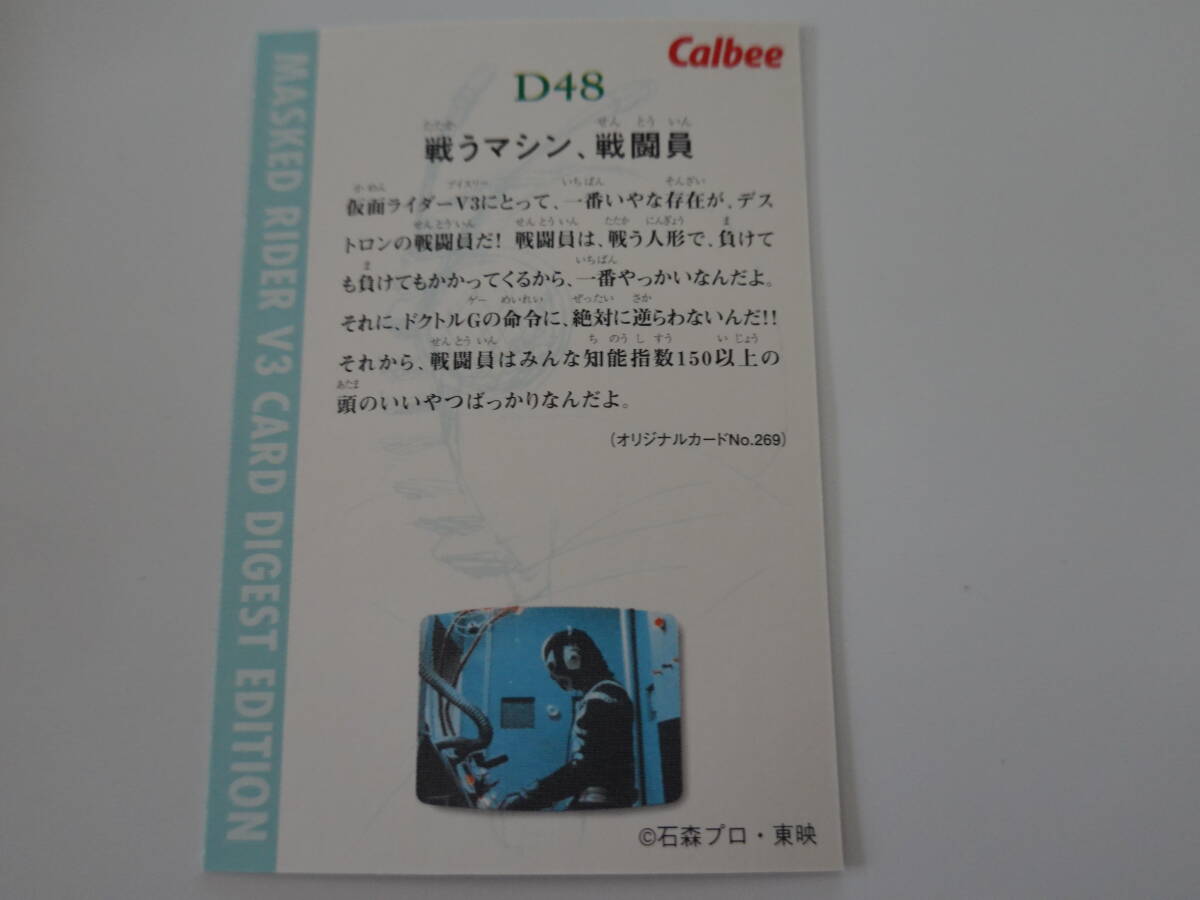 Calbee
D48
戦うマシン、戦闘員
仮面ライダーV3にとって、一番いやな存在が、デス
トロンの戦闘員だ! 戦闘員は、戦う人形で、負けて
も負けてもかかってくるから、一番やっかいなんだよ。
それに、ドクトルGの命令に、絶対に逆らわないんだ!!
それから、戦闘員はみんな知能指数150以上の
頭のいいやつばっかりなんだよ。
(オリジナルカードNo.269)
©石森プロ・東映
MASKED RIDER V3 CARD DIGEST EDITION